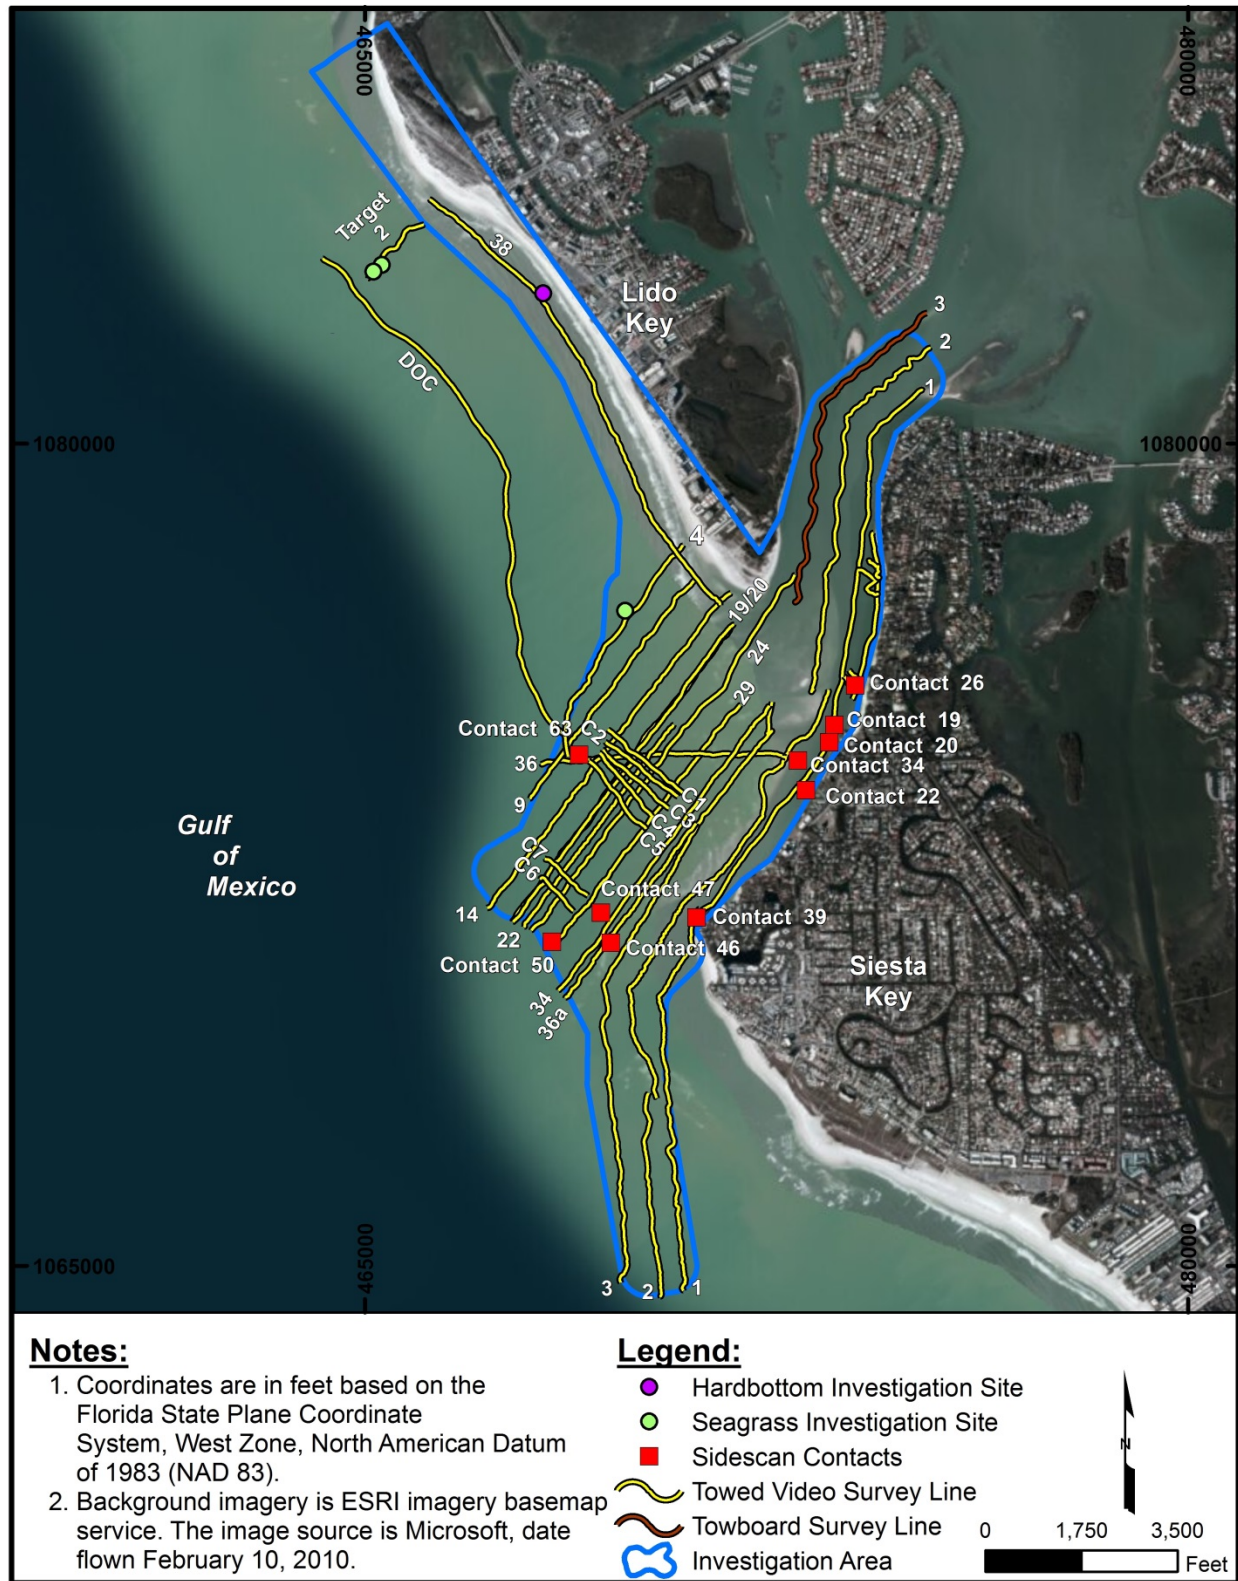 465000
480000
Target
2
38
Lido
Key
3
2
1
DOC
1080000
1080000
4
19/20
24
29
Contact 26
Contact 19
Contact 20
Contact 34
Contact 22
Contact 63
C2
36
9
C1
C3
C4
C5
Gulf
of
Mexico
C7
C6
Contact 47
14
Contact 39
22
Contact 46
Contact 50
Siesta
Key
34
36a
1065000
465000
480000
3
2
1
Notes:
1. Coordinates are in feet based on the
Florida State Plane Coordinate
System, West Zone, North American Datum
of 1983 (NAD 83).
2. Background imagery is ESRI imagery basemap
service. The image source is Microsoft, date
flown February 10, 2010.
Legend:
Hardbottom Investigation Site
Seagrass Investigation Site
Sidescan Contacts
Towed Video Survey Line
Towboard Survey Line
Investigation Area
N
0 1,750 3,500
Feet